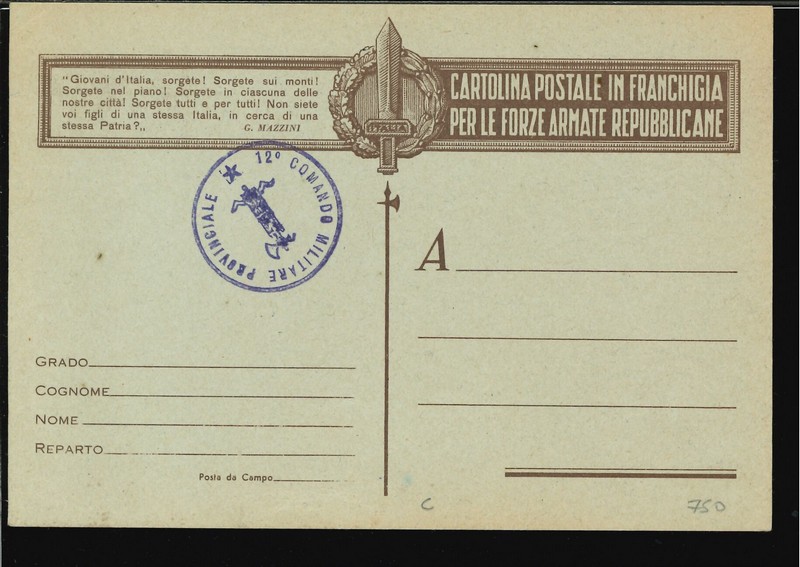 "Giovani d'Italia, sorgete! Sorgete sui monti!
Sorgete nel piano! Sorgete in ciascuna delle
nostre città! Sorgete tutti e per tutti! Non siete
voi figli di una stessa Italia, in cerca di una
stessa Patria?„
G. MAZZINI
ITALIA
CARTOLINA POSTALE IN FRANCHIGIA
PER LE FORZE ARMATE REPUBBLICANE
12º COMANDO MILITARE PROVINCIALE
A
GRADO
COGNOME
NOME
REPARTO
Posta da Campo
C
750